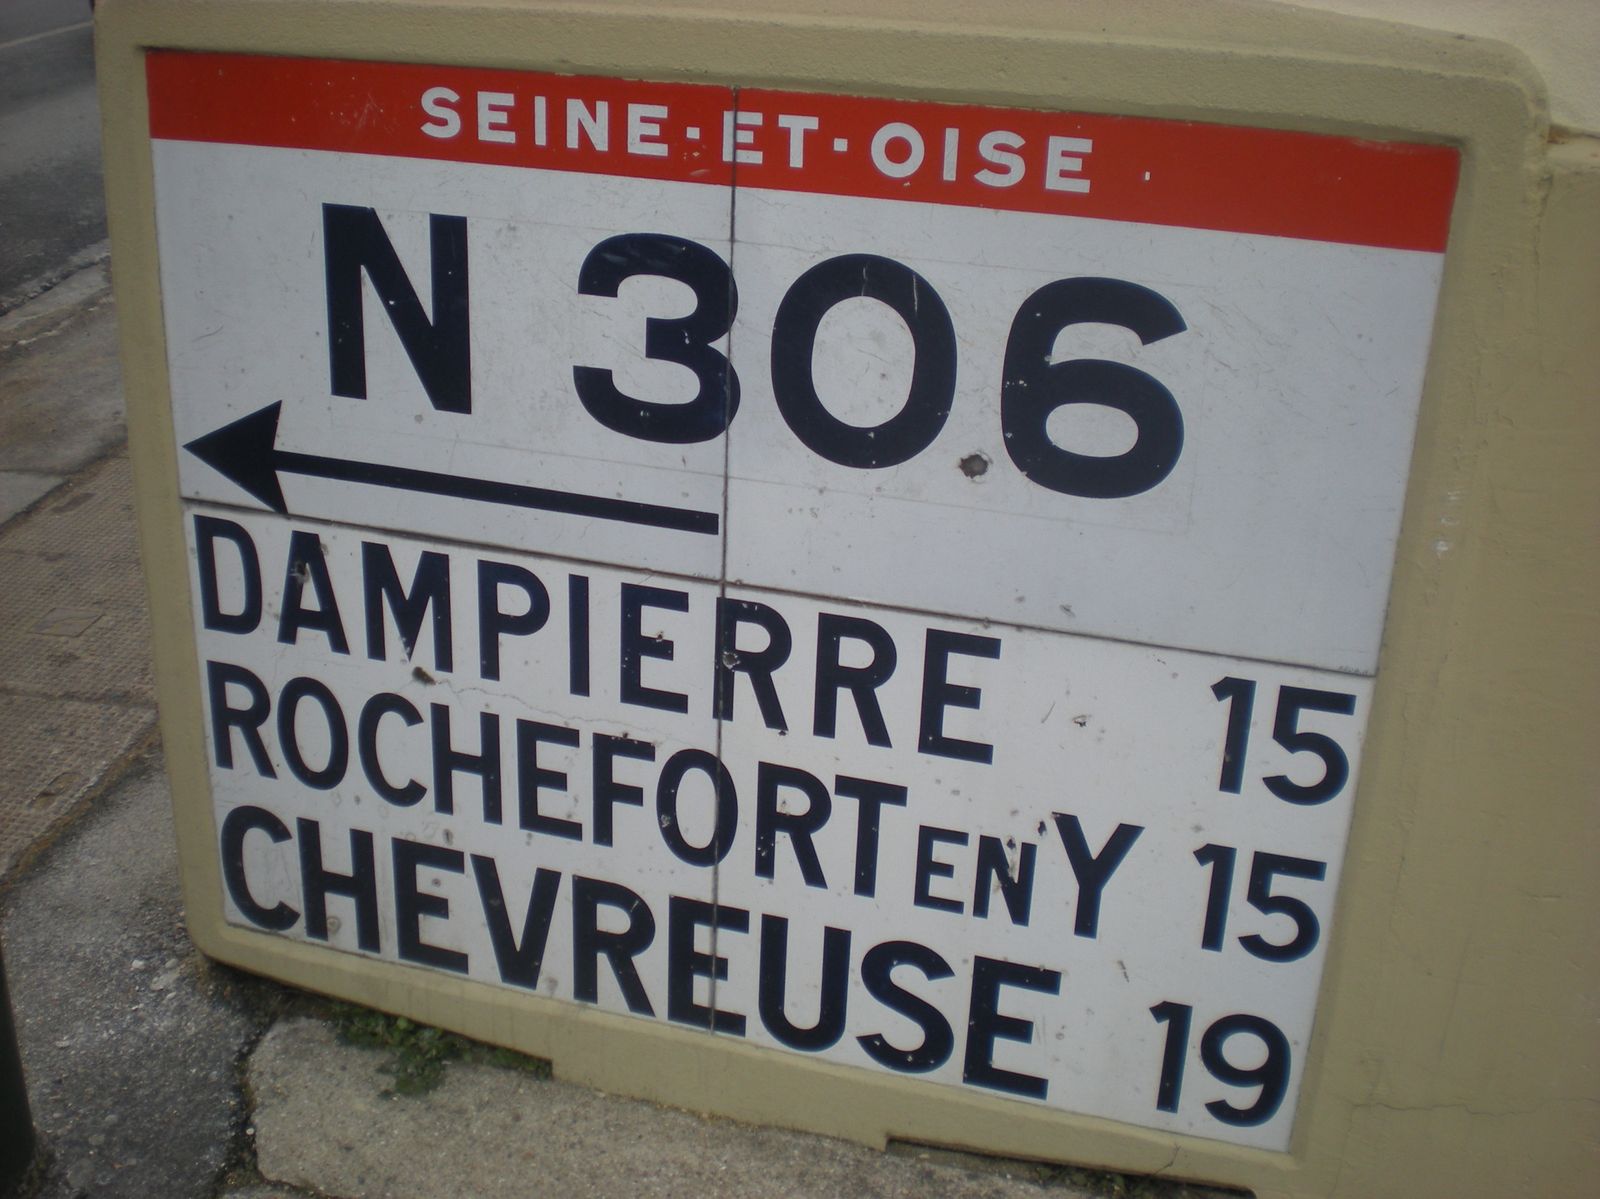 SEINE-ET-OISE
N 306
DAMPIERRE 15
ROCHEFORT EN Y 15
CHEVREUSE 19